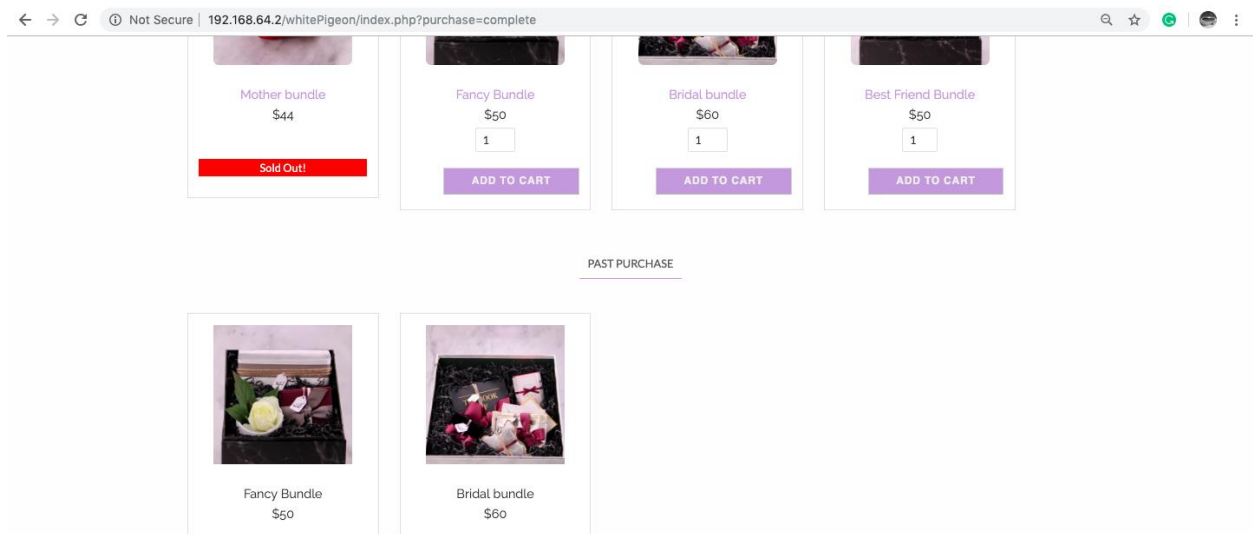 Not Secure | 192.168.64.2/whitePigeon/index.php?purchase=complete
Mother bundle
$44
Sold Out!
Fancy Bundle
$50
1
ADD TO CART
Bridal bundle
$60
1
ADD TO CART
Best Friend Bundle
$50
1
ADD TO CART
PAST PURCHASE
Fancy Bundle
$50
Bridal bundle
$60